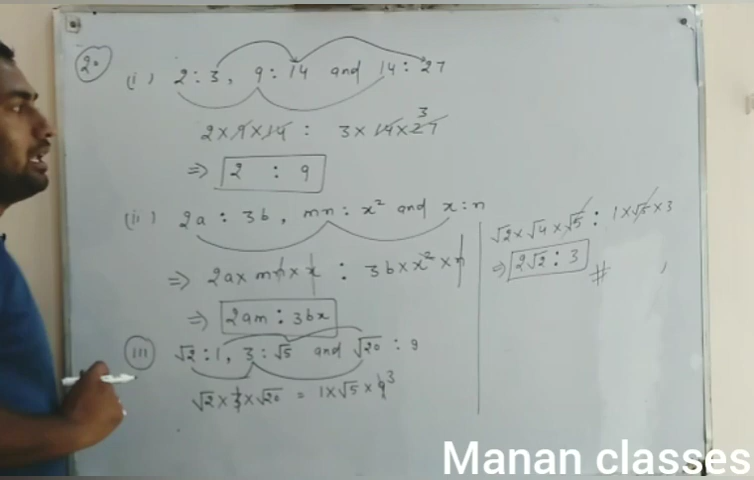 2.
(i) 2 : 3, 9 : 14 and 14 : 27
2 × 9 × 14 : 3 × 14 × 27 3
⇒ 2 : 9
(ii) 2a : 3b, mn : x² and x : n
⇒ 2a × mn × x : 3b × x² × n
⇒ 2am : 3bx
(iii) √2 : 1, 3 : √5 and √20 : 9
√2 × 3 × √20 = 1 × √5 × 9 3
√2 × √4 × √5 : 1 × √5 × 3
⇒ 2√2 : 3
#
Manan classes